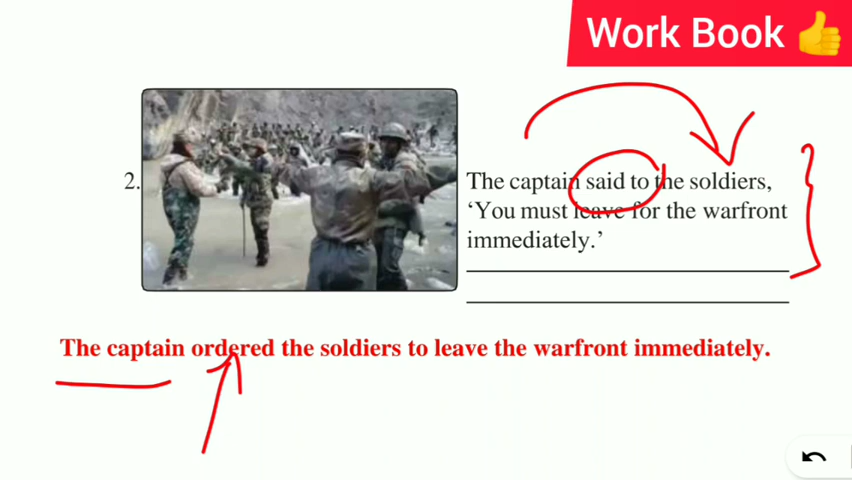 Work Book 👍
2.
The captain said to the soldiers,
‘You must leave for the warfront
immediately.’
The captain ordered the soldiers to leave the warfront immediately.